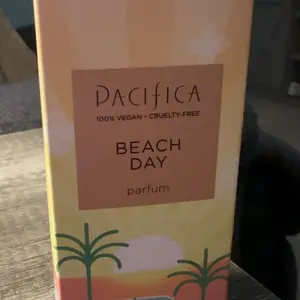 PACIFICA
100% VEGAN • CRUELTY-FREE
BEACH
DAY
parfum